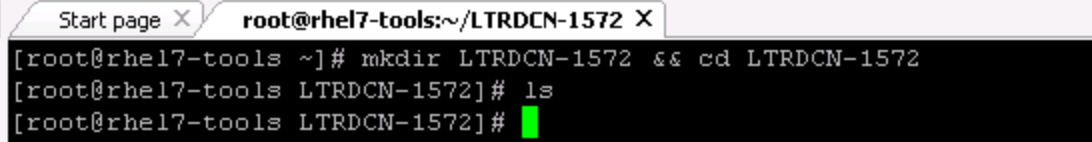 Start page × root@rhel7-tools:~/LTRDCN-1572 ×
[root@rhel7-tools ~]# mkdir LTRDCN-1572 && cd LTRDCN-1572
[root@rhel7-tools LTRDCN-1572]# ls
[root@rhel7-tools LTRDCN-1572]#